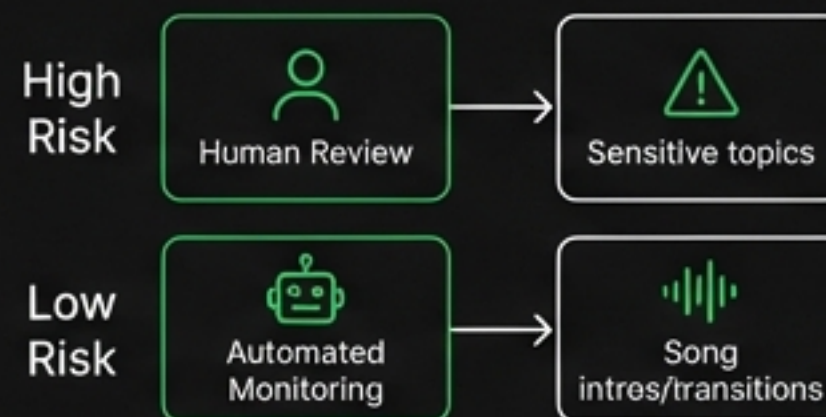 High
Risk
Human Review
Sensitive topics
Low
Risk
Automated
Monitoring
Song
intres/transitions